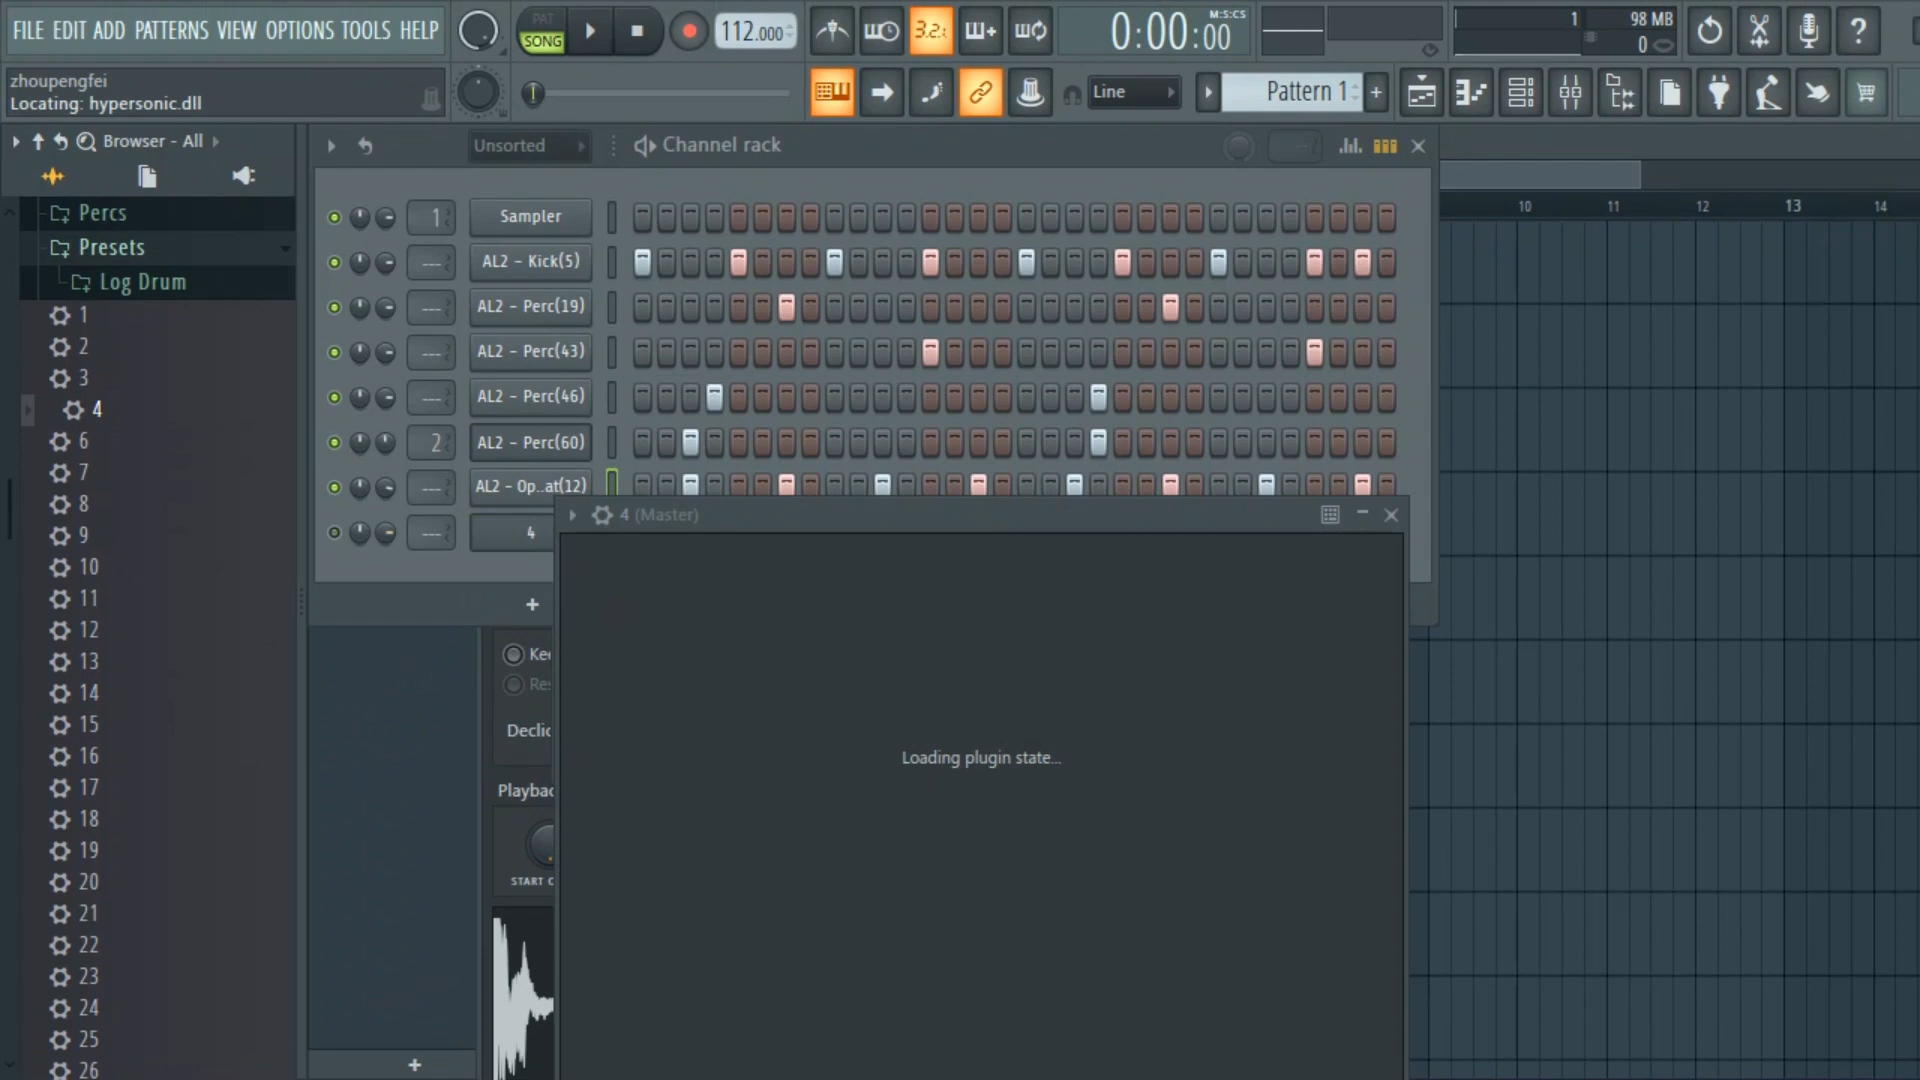 FILE EDIT ADD PATTERNS VIEW OPTIONS TOOLS HELP
PAT
SONG
112.000
3.2.
M:S:CS
0:00:00
1
98 MB
0
?
zhoupengfei
Locating: hypersonic.dll
Line
Pattern 1
+
Browser - All
Unsorted
Channel rack
10 11 12 13 14
Percs
Presets
Log Drum
1
2
3
4
6
7
8
9
10
11
12
13
14
15
16
17
18
19
20
21
22
23
24
25
26
1 Sampler
--- AL2 - Kick(5)
--- AL2 - Perc(19)
--- AL2 - Perc(43)
--- AL2 - Perc(46)
2 AL2 - Perc(60)
--- AL2 - Op..at(12)
--- 4
+
4 (Master)
Loading plugin state...
Kee
Res
Declic
Playbac
START
+